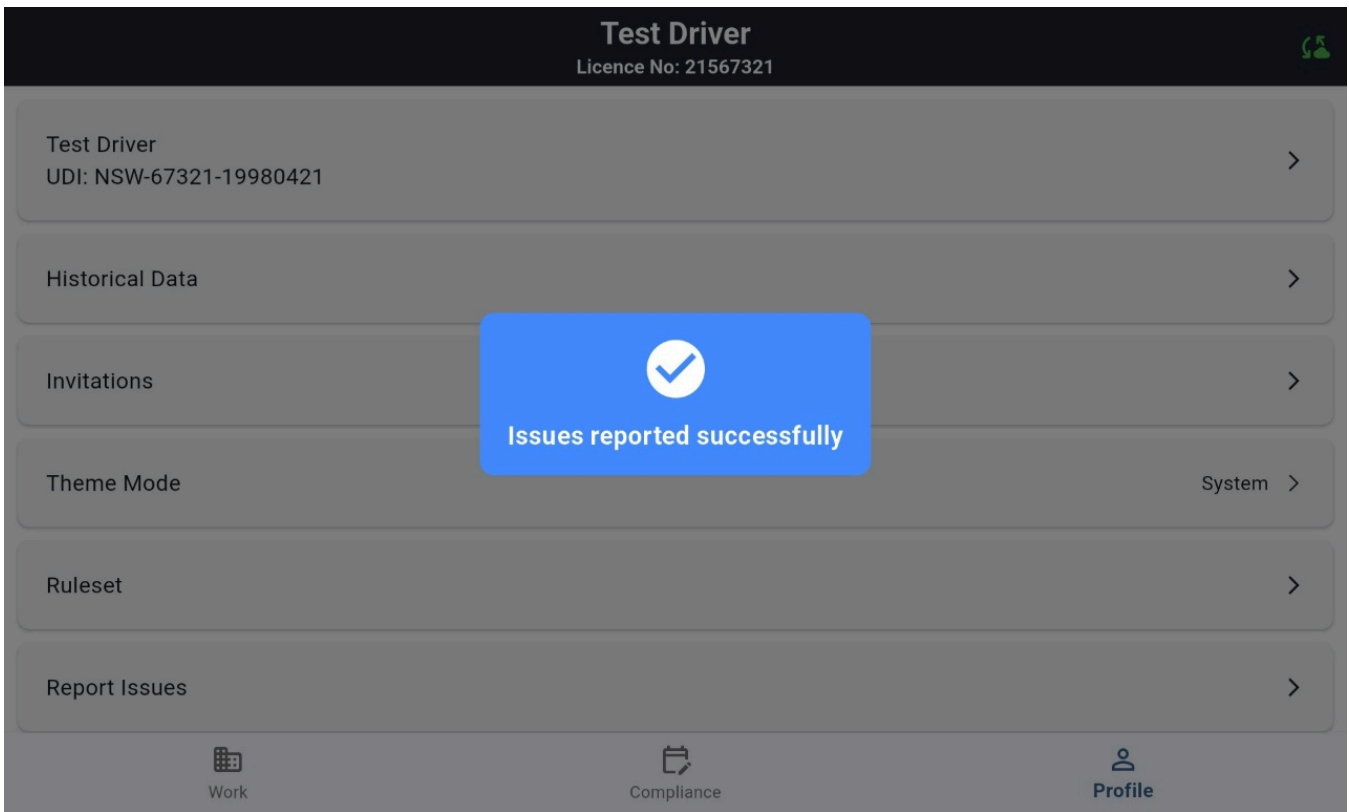 Test Driver
Licence No: 21567321
Test Driver
UDI: NSW-67321-19980421
Historical Data
Invitations
Issues reported successfully
Theme Mode
System
Ruleset
Report Issues
Work
Compliance
Profile